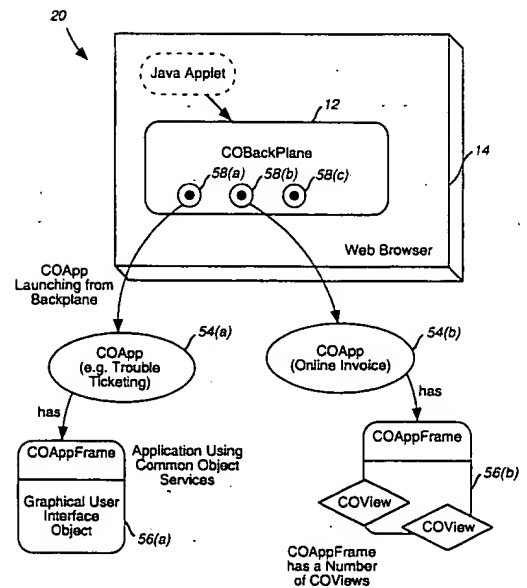 20
Java Applet
12
COBackPlane
14
58(a)
58(b)
58(c)
Web Browser
COApp
Launching from
Backplane
54(a)
COApp
(e.g. Trouble
Ticketing)
54(b)
COApp
(Online Invoice)
has
has
COAppFrame
Graphical User
Interface
Object
56(a)
Application Using
Common Object
Services
COAppFrame
56(b)
COView
COView
COAppFrame
has a Number
of COViews